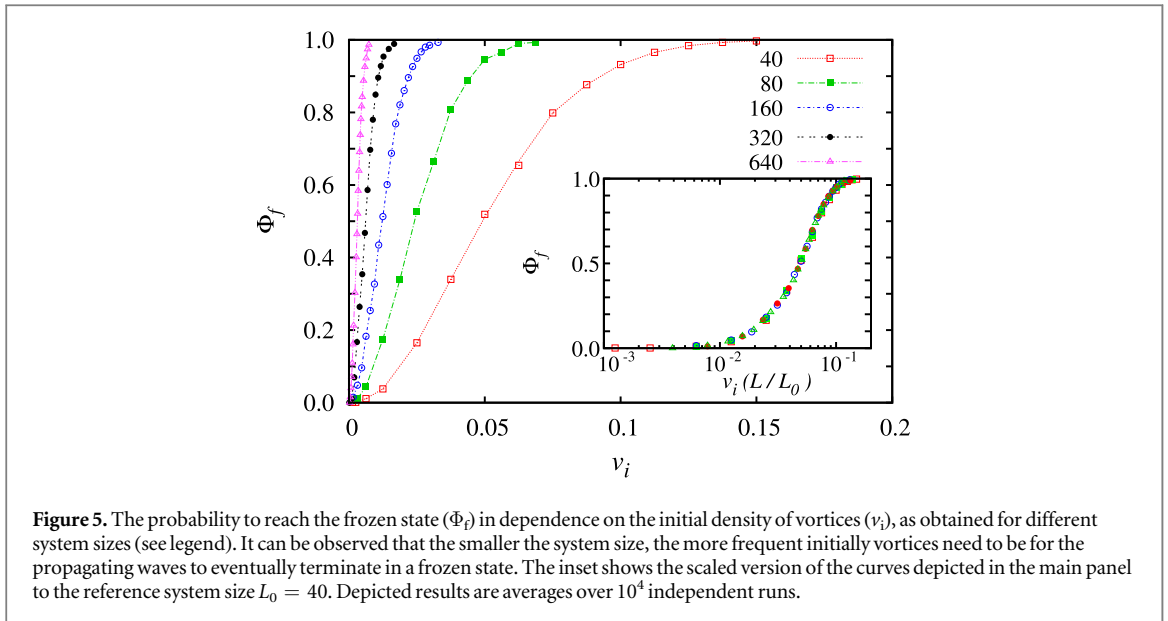 1.0
0.8
0.6
0.4
0.2
0.0
Φf
0
0.05
0.1
0.15
0.2
vi
40
80
160
320
640
1.0
0.5
0.0
Φf
10-3
10-2
10-1
vi (L / L0 )
Figure 5. The probability to reach the frozen state (Φf) in dependence on the initial density of vortices (vi), as obtained for different
system sizes (see legend). It can be observed that the smaller the system size, the more frequent initially vortices need to be for the
propagating waves to eventually terminate in a frozen state. The inset shows the scaled version of the curves depicted in the main panel
to the reference system size L0 = 40. Depicted results are averages over 104 independent runs.